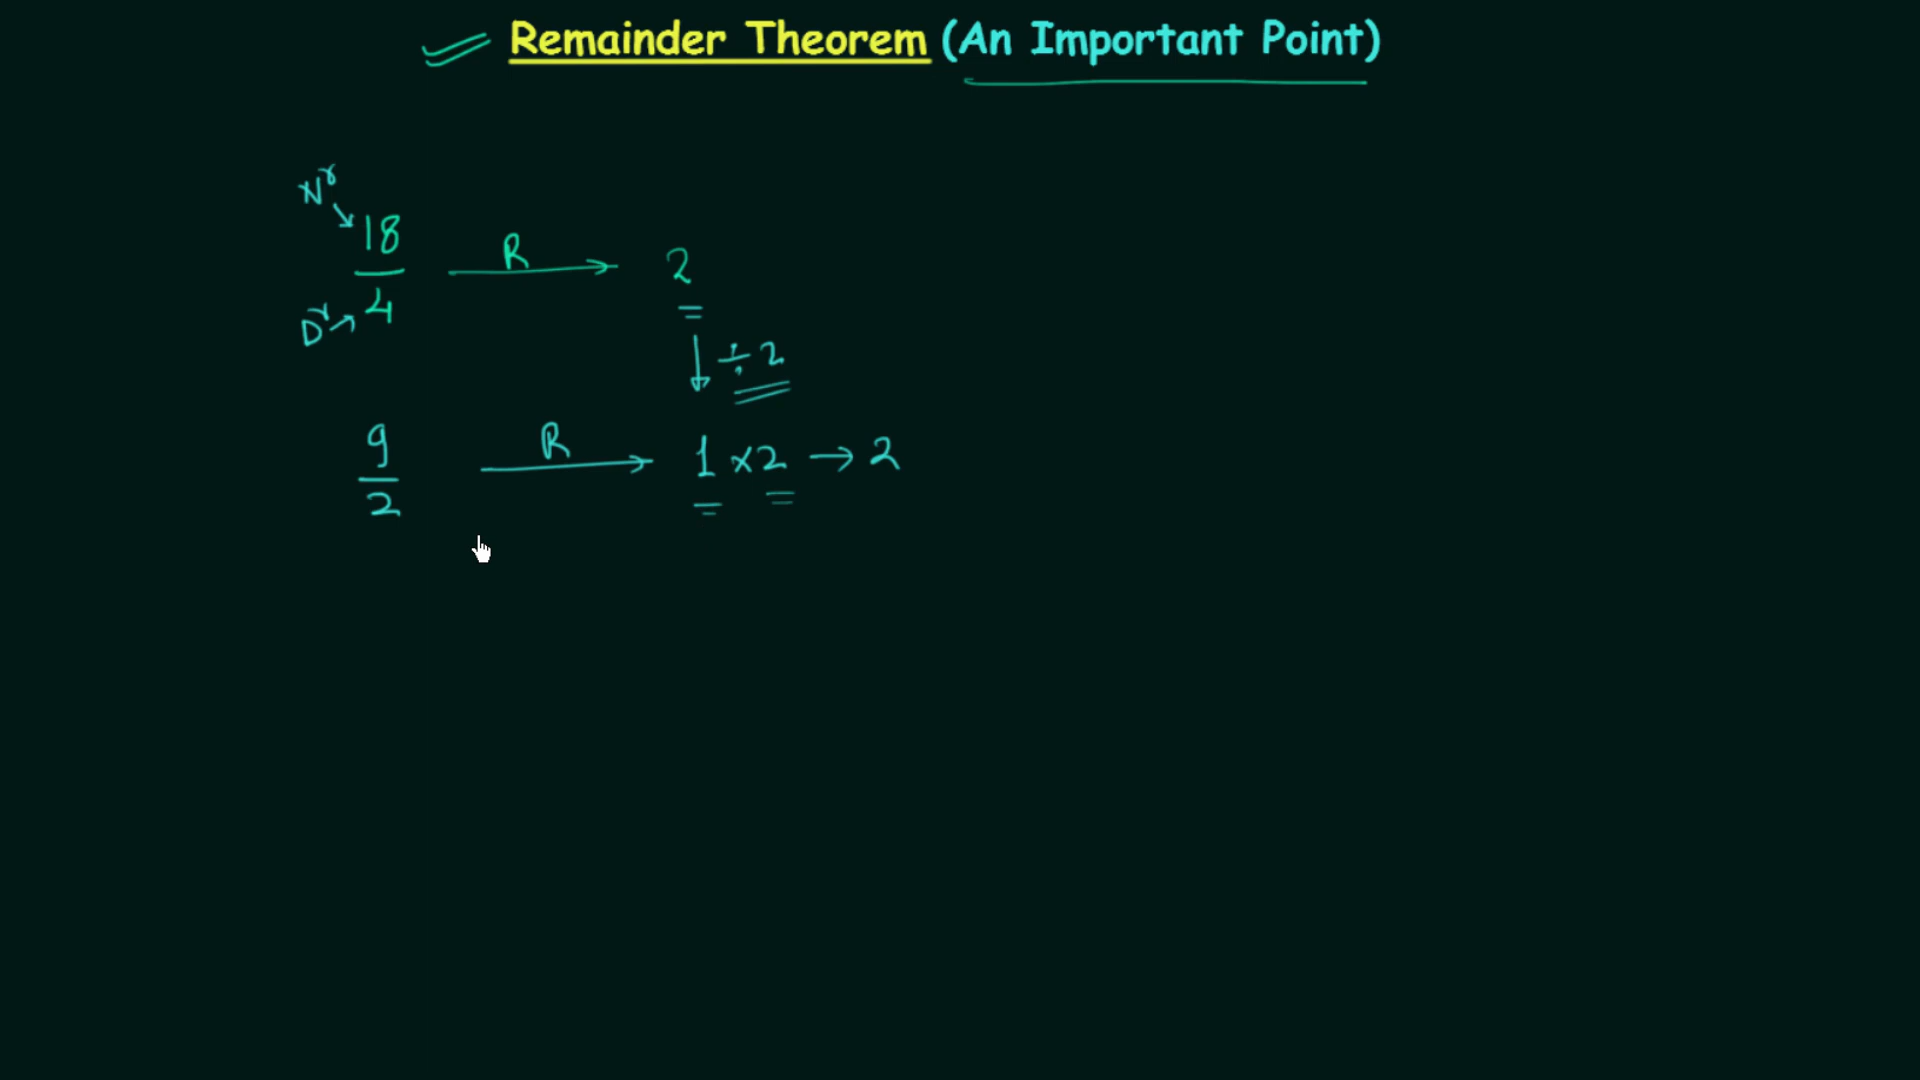 Remainder Theorem (An Important Point)
Nʳ → 18
R → 2
Dʳ → 4
↓ ÷ 2
9
R → 1 × 2 → 2
2